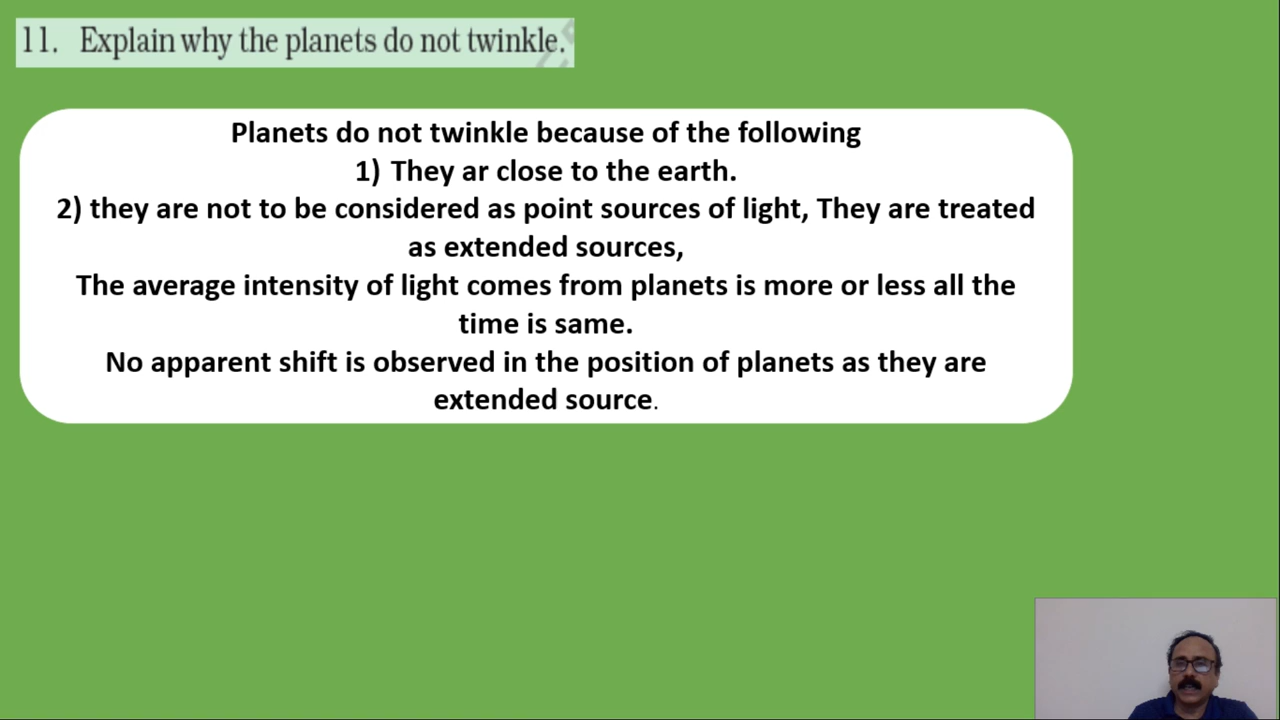 11. Explain why the planets do not twinkle.
Planets do not twinkle because of the following
1) They ar close to the earth.
2) they are not to be considered as point sources of light, They are treated
as extended sources,
The average intensity of light comes from planets is more or less all the
time is same.
No apparent shift is observed in the position of planets as they are
extended source.